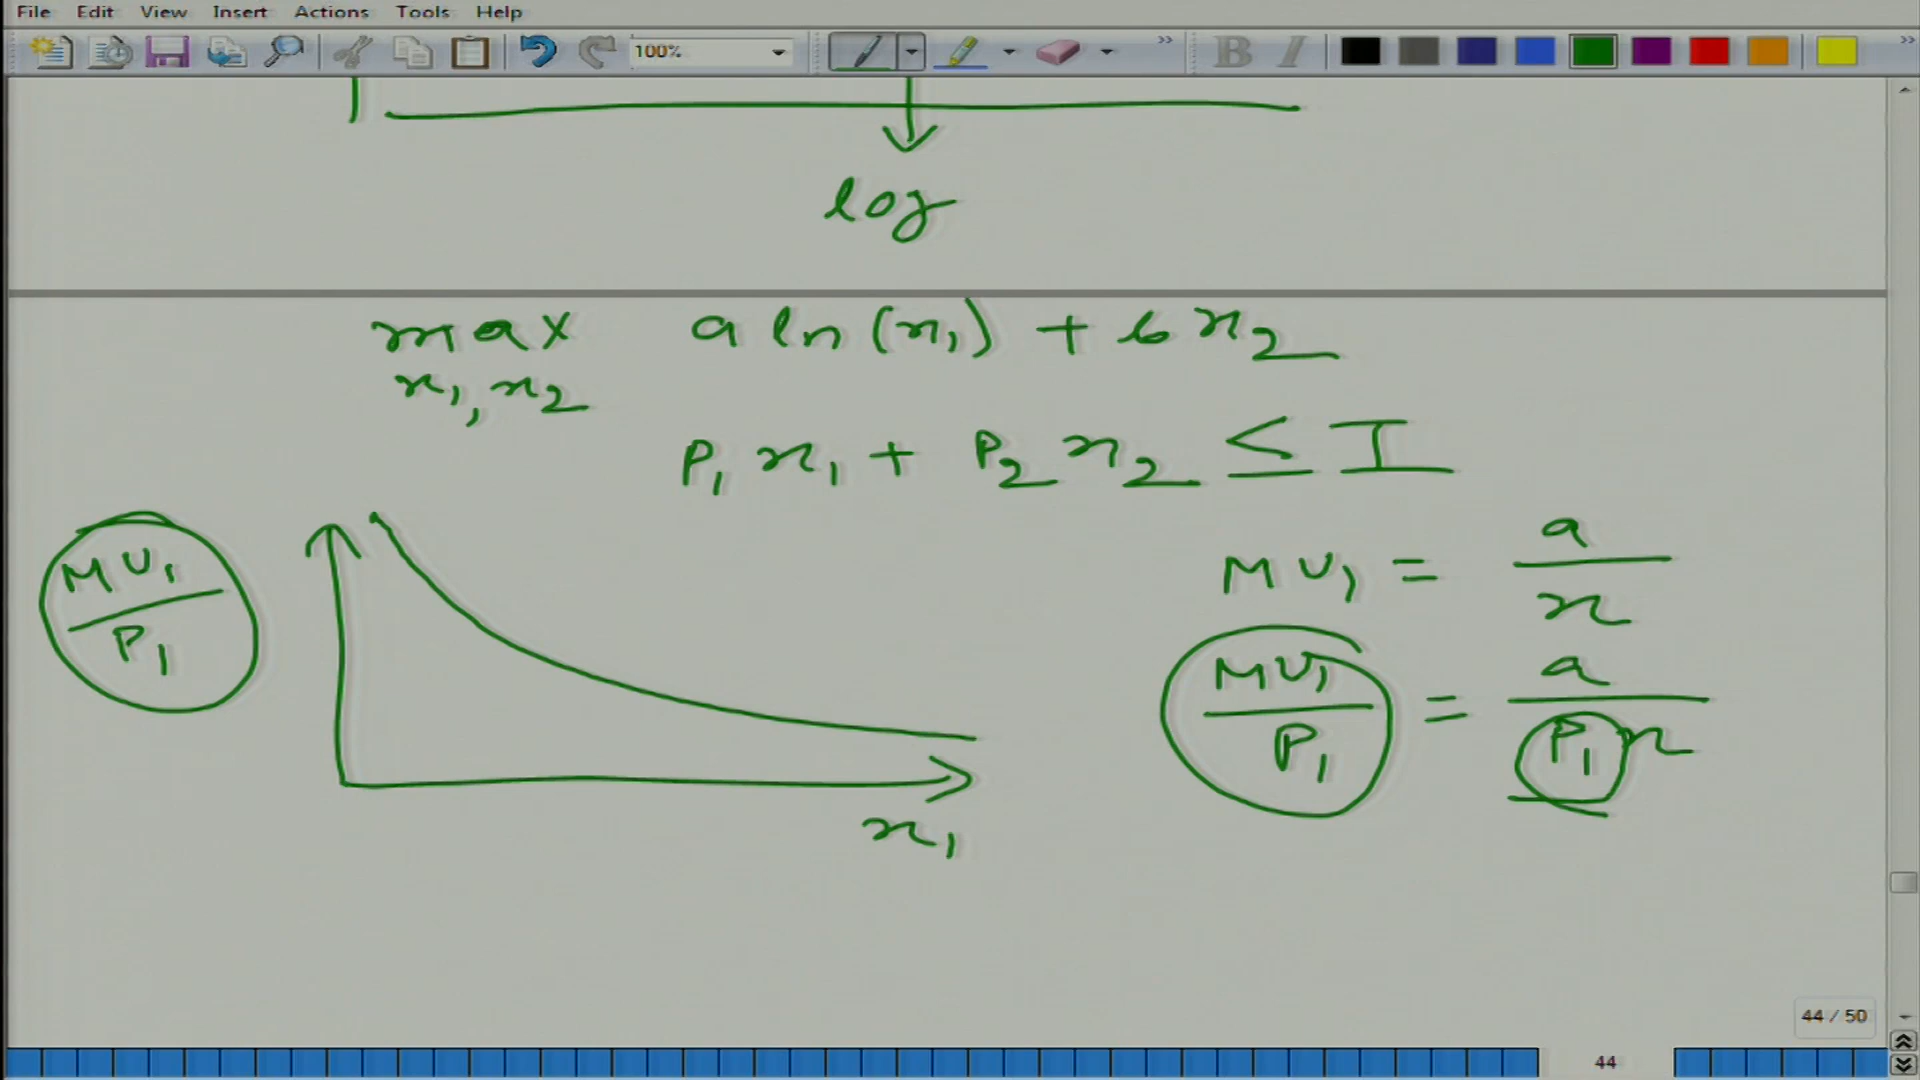 File Edit View Insert Actions Tools Help
100%
B I
log
max a ln(x₁) + b x₂
x₁, x₂
P₁ x₁ + P₂ x₂ ≤ I
MU₁ / P₁
x₁
MU₁ = a / x
MU₁ / P₁ = a / P₁ x
44 / 50
44